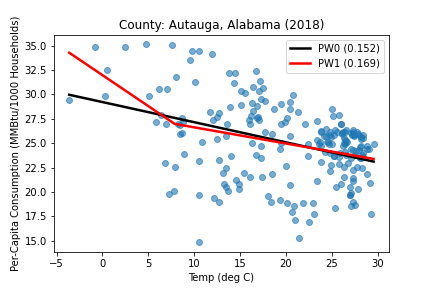 County: Autauga, Alabama (2018)
Per-Capita Consumption (MMBtu/1000 Households)
35.0
32.5
30.0
27.5
25.0
22.5
20.0
17.5
15.0
PW0 (0.152)
PW1 (0.169)
−5 0 5 10 15 20 25 30
Temp (deg C)